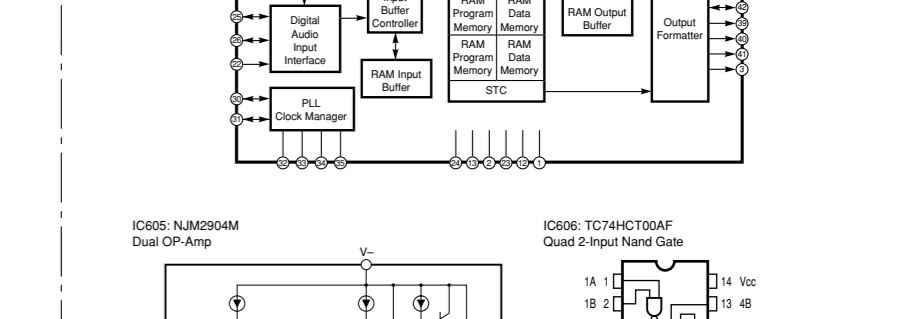 Input
Buffer
Controller
RAM
Program
Memory
RAM
Data
Memory
RAM Output
Buffer
Output
Formatter
42
39
40
41
3
25
26
22
Digital
Audio
Input
Interface
RAM Input
Buffer
RAM
Program
Memory
RAM
Data
Memory
STC
30
31
PLL
Clock Manager
32 33 34 35
24 13 2 23 12 1
IC605: NJM2904M
Dual OP-Amp
V–
IC606: TC74HCT00AF
Quad 2-Input Nand Gate
1A 1
1B 2
14 Vcc
13 4B